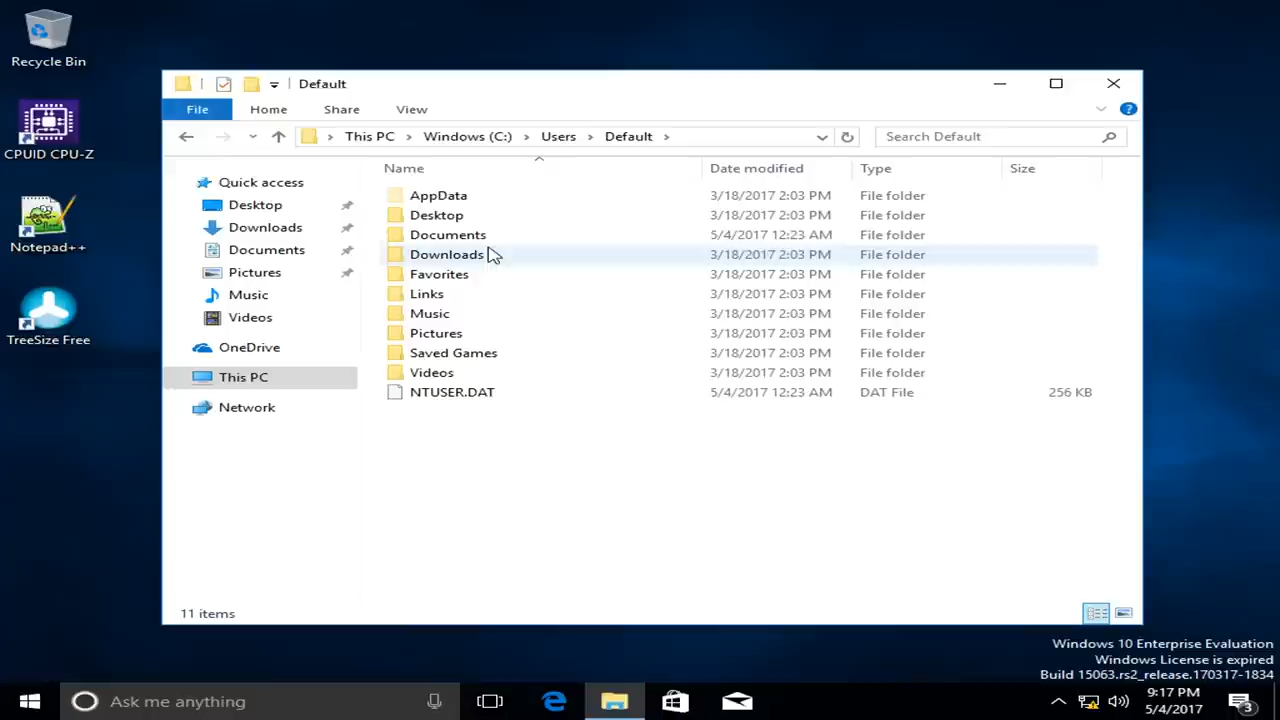 Recycle Bin
CPUID CPU-Z
Notepad++
TreeSize Free
Default
File Home Share View
This PC Windows (C:) Users Default
Search Default
Quick access
Desktop
Downloads
Documents
Pictures
Music
Videos
OneDrive
This PC
Network
Name Date modified Type Size
AppData 3/18/2017 2:03 PM File folder
Desktop 3/18/2017 2:03 PM File folder
Documents 5/4/2017 12:23 AM File folder
Downloads 3/18/2017 2:03 PM File folder
Favorites 3/18/2017 2:03 PM File folder
Links 3/18/2017 2:03 PM File folder
Music 3/18/2017 2:03 PM File folder
Pictures 3/18/2017 2:03 PM File folder
Saved Games 3/18/2017 2:03 PM File folder
Videos 3/18/2017 2:03 PM File folder
NTUSER.DAT 5/4/2017 12:23 AM DAT File 256 KB
11 items
Windows 10 Enterprise Evaluation
Windows License is expired
Build 15063.rs2_release.170317-1834
Ask me anything
9:17 PM
5/4/2017
3